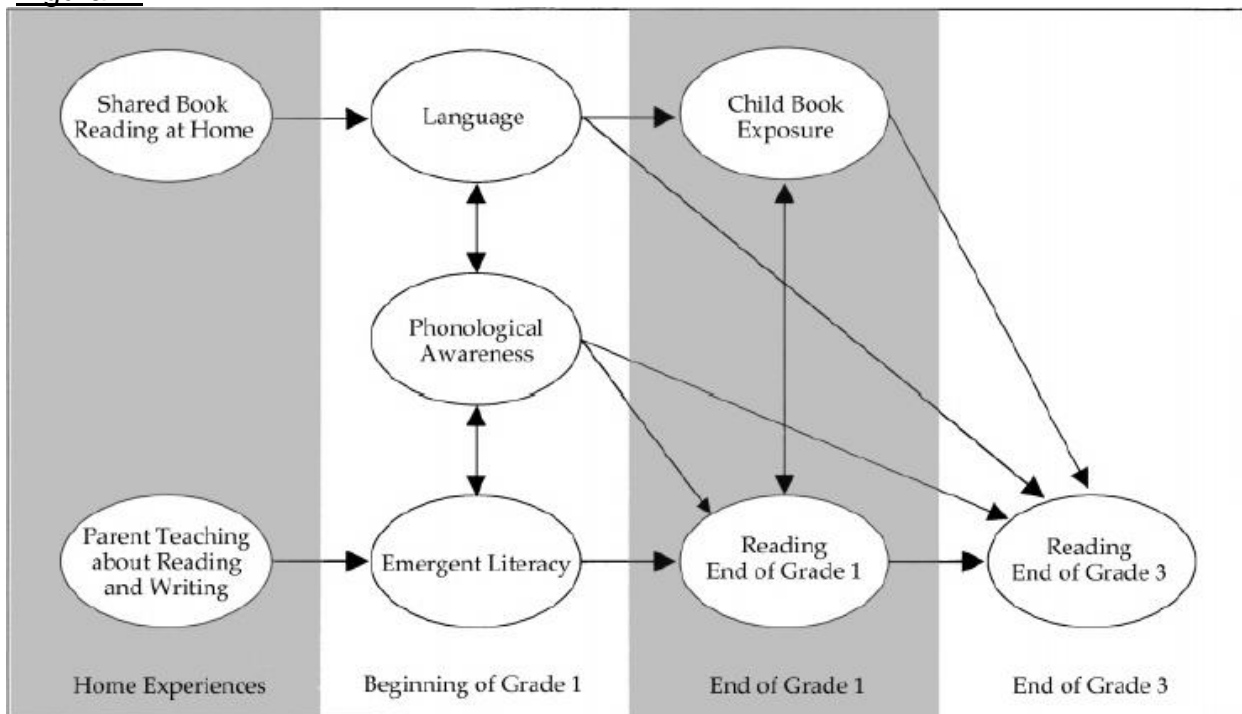 Shared Book
Reading at Home
Language
Child Book
Exposure
Phonological
Awareness
Parent Teaching
about Reading
and Writing
Emergent Literacy
Reading
End of Grade 1
Reading
End of Grade 3
Home Experiences
Beginning of Grade 1
End of Grade 1
End of Grade 3